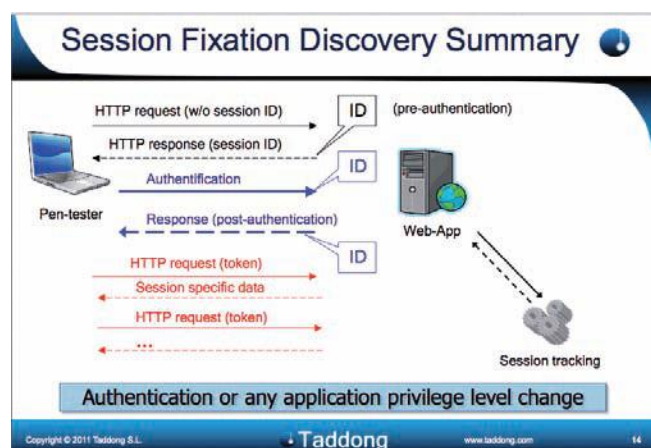 Session Fixation Discovery Summary
HTTP request (w/o session ID)
ID
(pre-authentication)
HTTP response (session ID)
ID
Authentification
Pen-tester
Response (post-authentication)
Web-App
ID
HTTP request (token)
Session specific data
HTTP request (token)
...
Session tracking
Authentication or any application privilege level change
Copyright © 2011 Taddong S.L.
Taddong
www.taddong.com
14